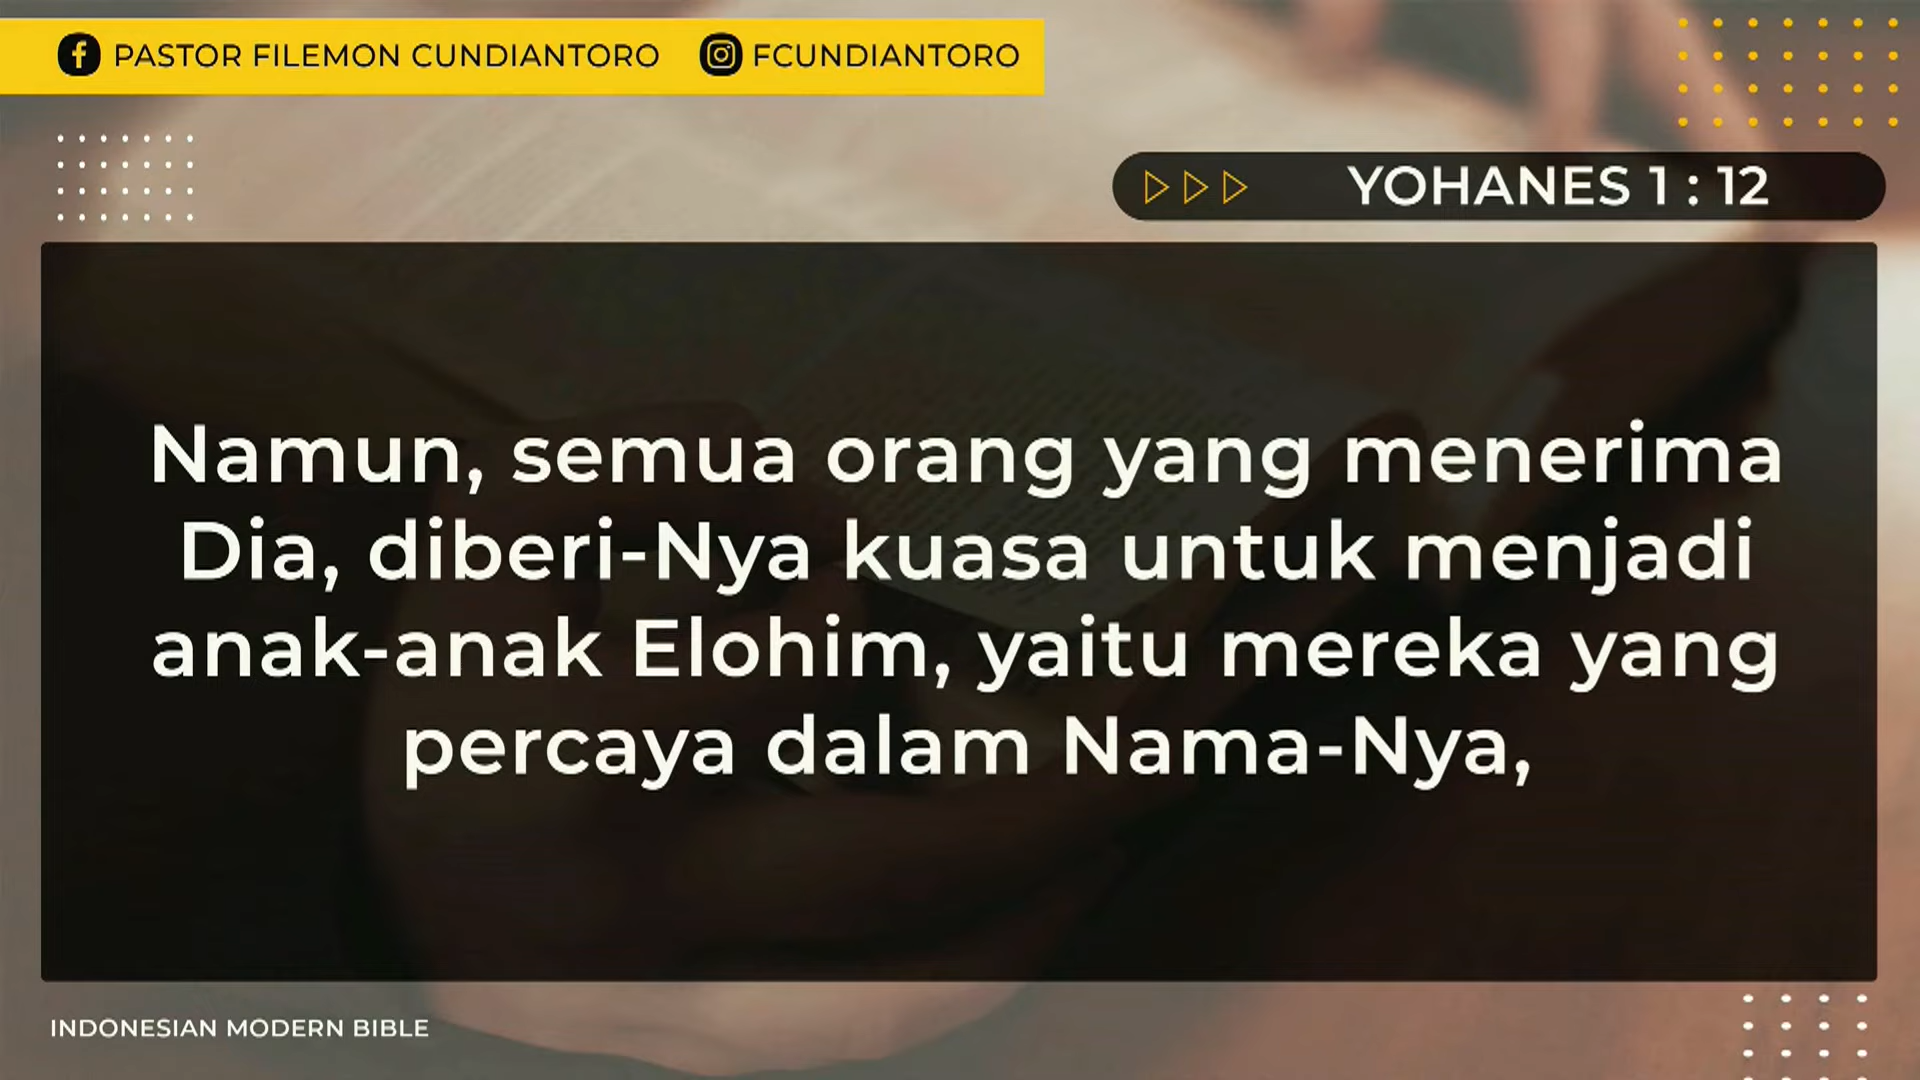 PASTOR FILEMON CUNDIANTORO FCUNDIANTORO
YOHANES 1 : 12
Namun, semua orang yang menerima
Dia, diberi-Nya kuasa untuk menjadi
anak-anak Elohim, yaitu mereka yang
percaya dalam Nama-Nya,
INDONESIAN MODERN BIBLE